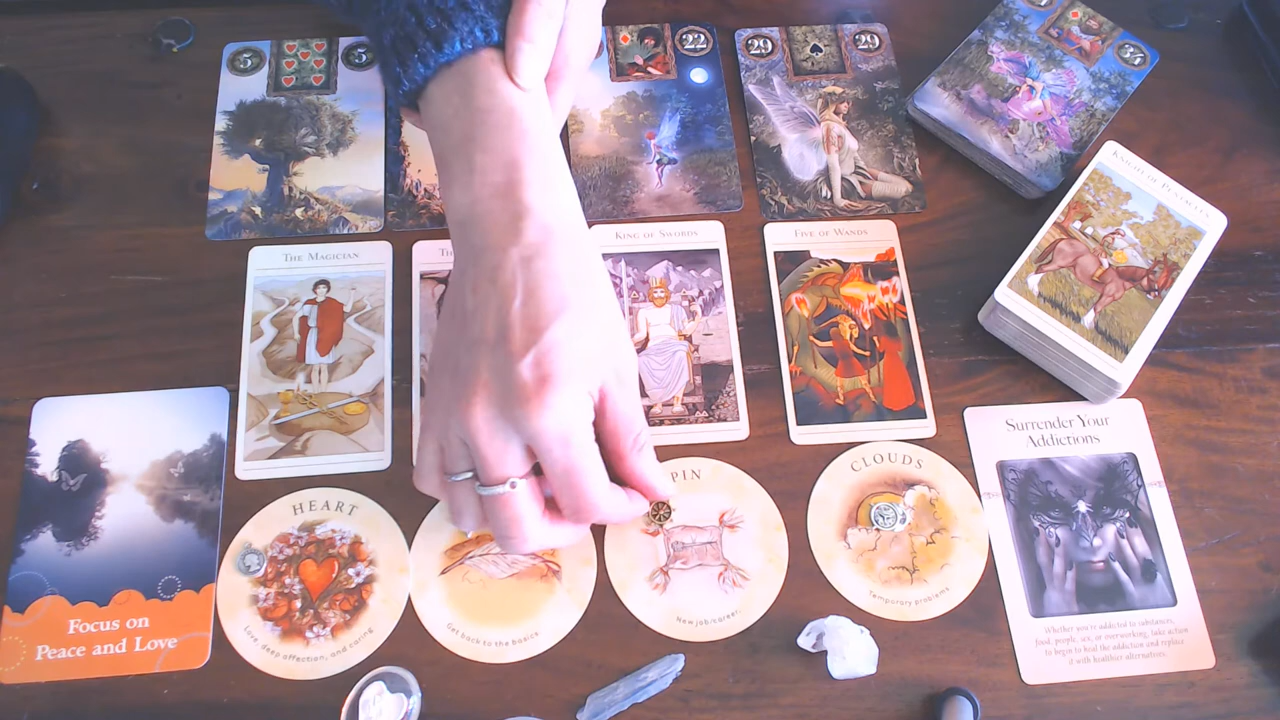 5 5
22
29 29
37
THE MAGICIAN
KING OF SWORDS
FIVE OF WANDS
KNIGHT OF PENTACLES
Focus on
Peace and Love
HEART
Love, deep affection, and caring
Get back to the basics
PIN
New job/career,
CLOUDS
Temporary problems
Surrender Your
Addictions
Whether you're addicted to substances,
food, people, sex, or overworking, take action
to begin to heal the addiction and replace
it with healthier alternatives.